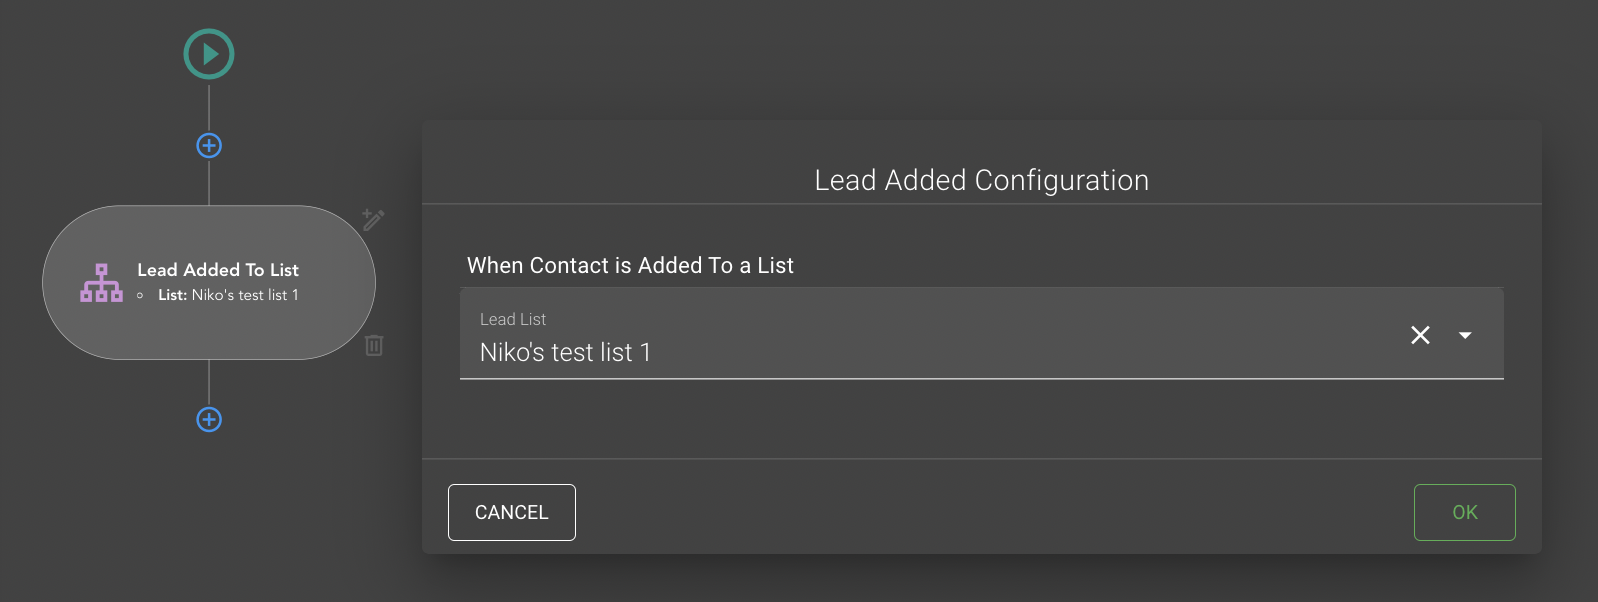 Lead Added To List
List: Niko's test list 1
Lead Added Configuration
When Contact is Added To a List
Lead List
Niko's test list 1
CANCEL
OK